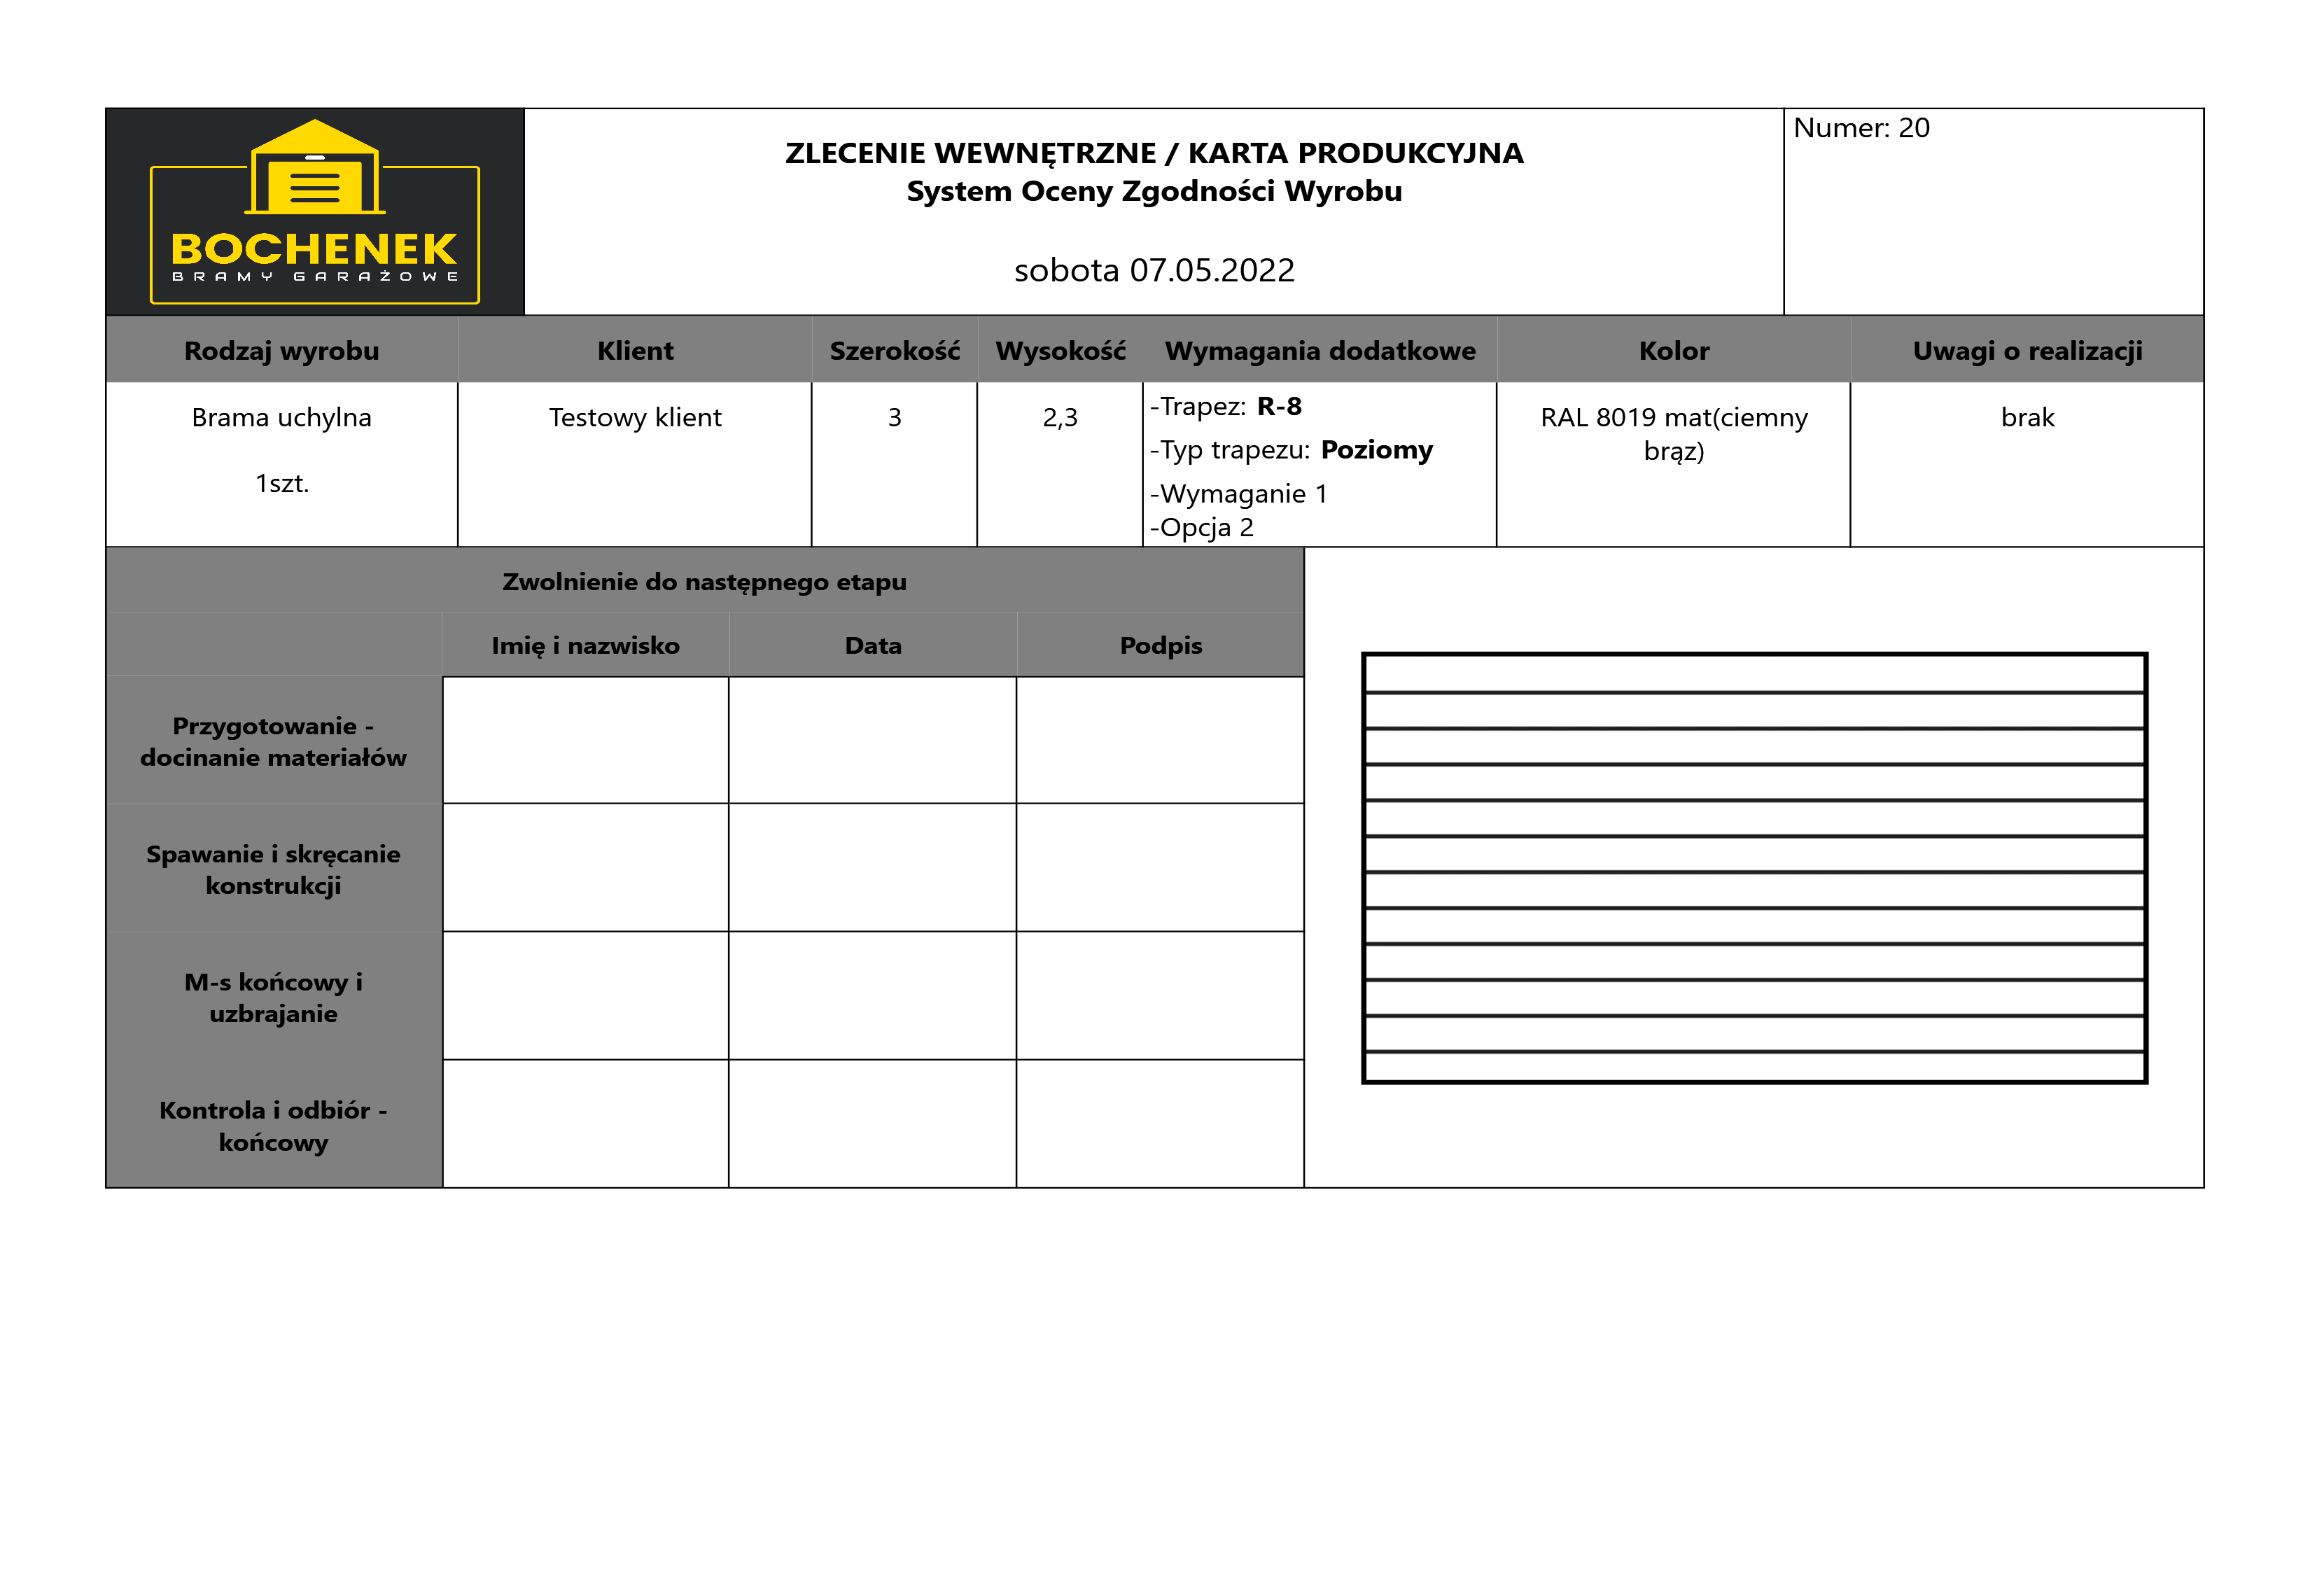 BOCHENEK
BRAMY GARAŻOWE
ZLECENIE WEWNĘTRZNE / KARTA PRODUKCYJNA
System Oceny Zgodności Wyrobu
sobota 07.05.2022
Numer: 20
Rodzaj wyrobu
Klient
Szerokość
Wysokość
Wymagania dodatkowe
Kolor
Uwagi o realizacji
Brama uchylna
1szt.
Testowy klient
3
2,3
-Trapez: R-8
-Typ trapezu: Poziomy
-Wymaganie 1
-Opcja 2
RAL 8019 mat(ciemny
brąz)
brak
Zwolnienie do następnego etapu
Imię i nazwisko
Data
Podpis
Przygotowanie -
docinanie materiałów
Spawanie i skręcanie
konstrukcji
M-s końcowy i
uzbrajanie
Kontrola i odbiór -
końcowy